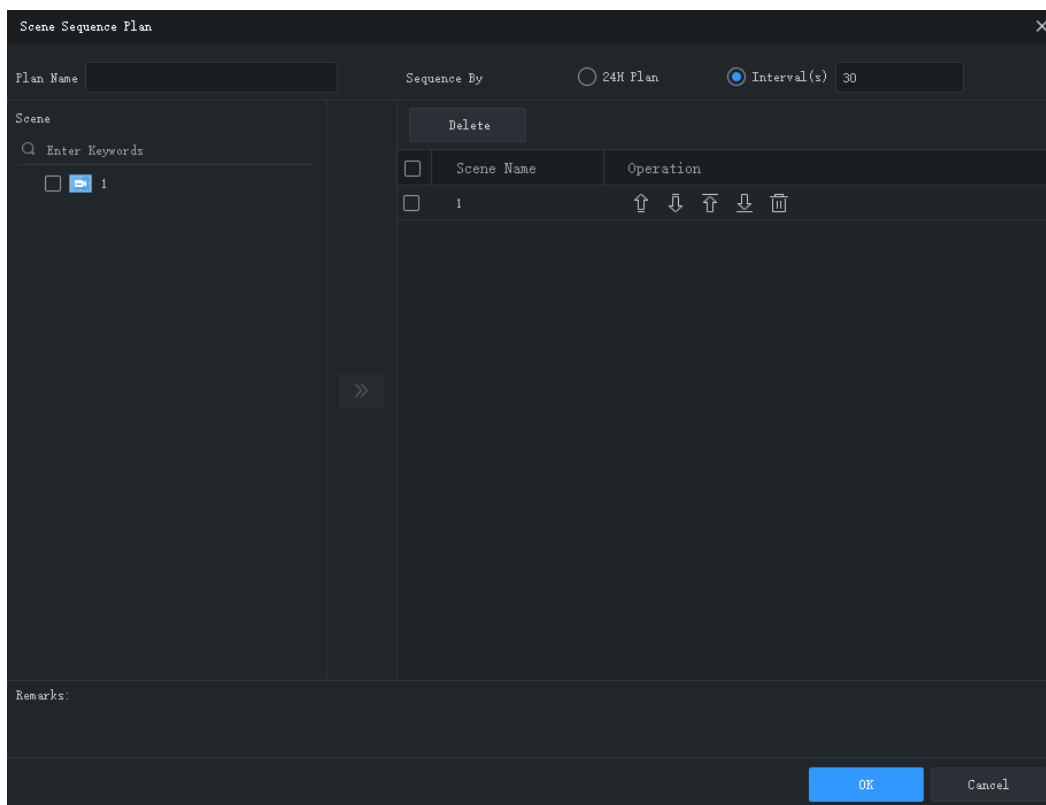 Scene Sequence Plan
Plan Name Sequence By 24H Plan Interval(s) 30
Scene Delete
Enter Keywords
Scene Name Operation
1
1
Remarks:
OK Cancel